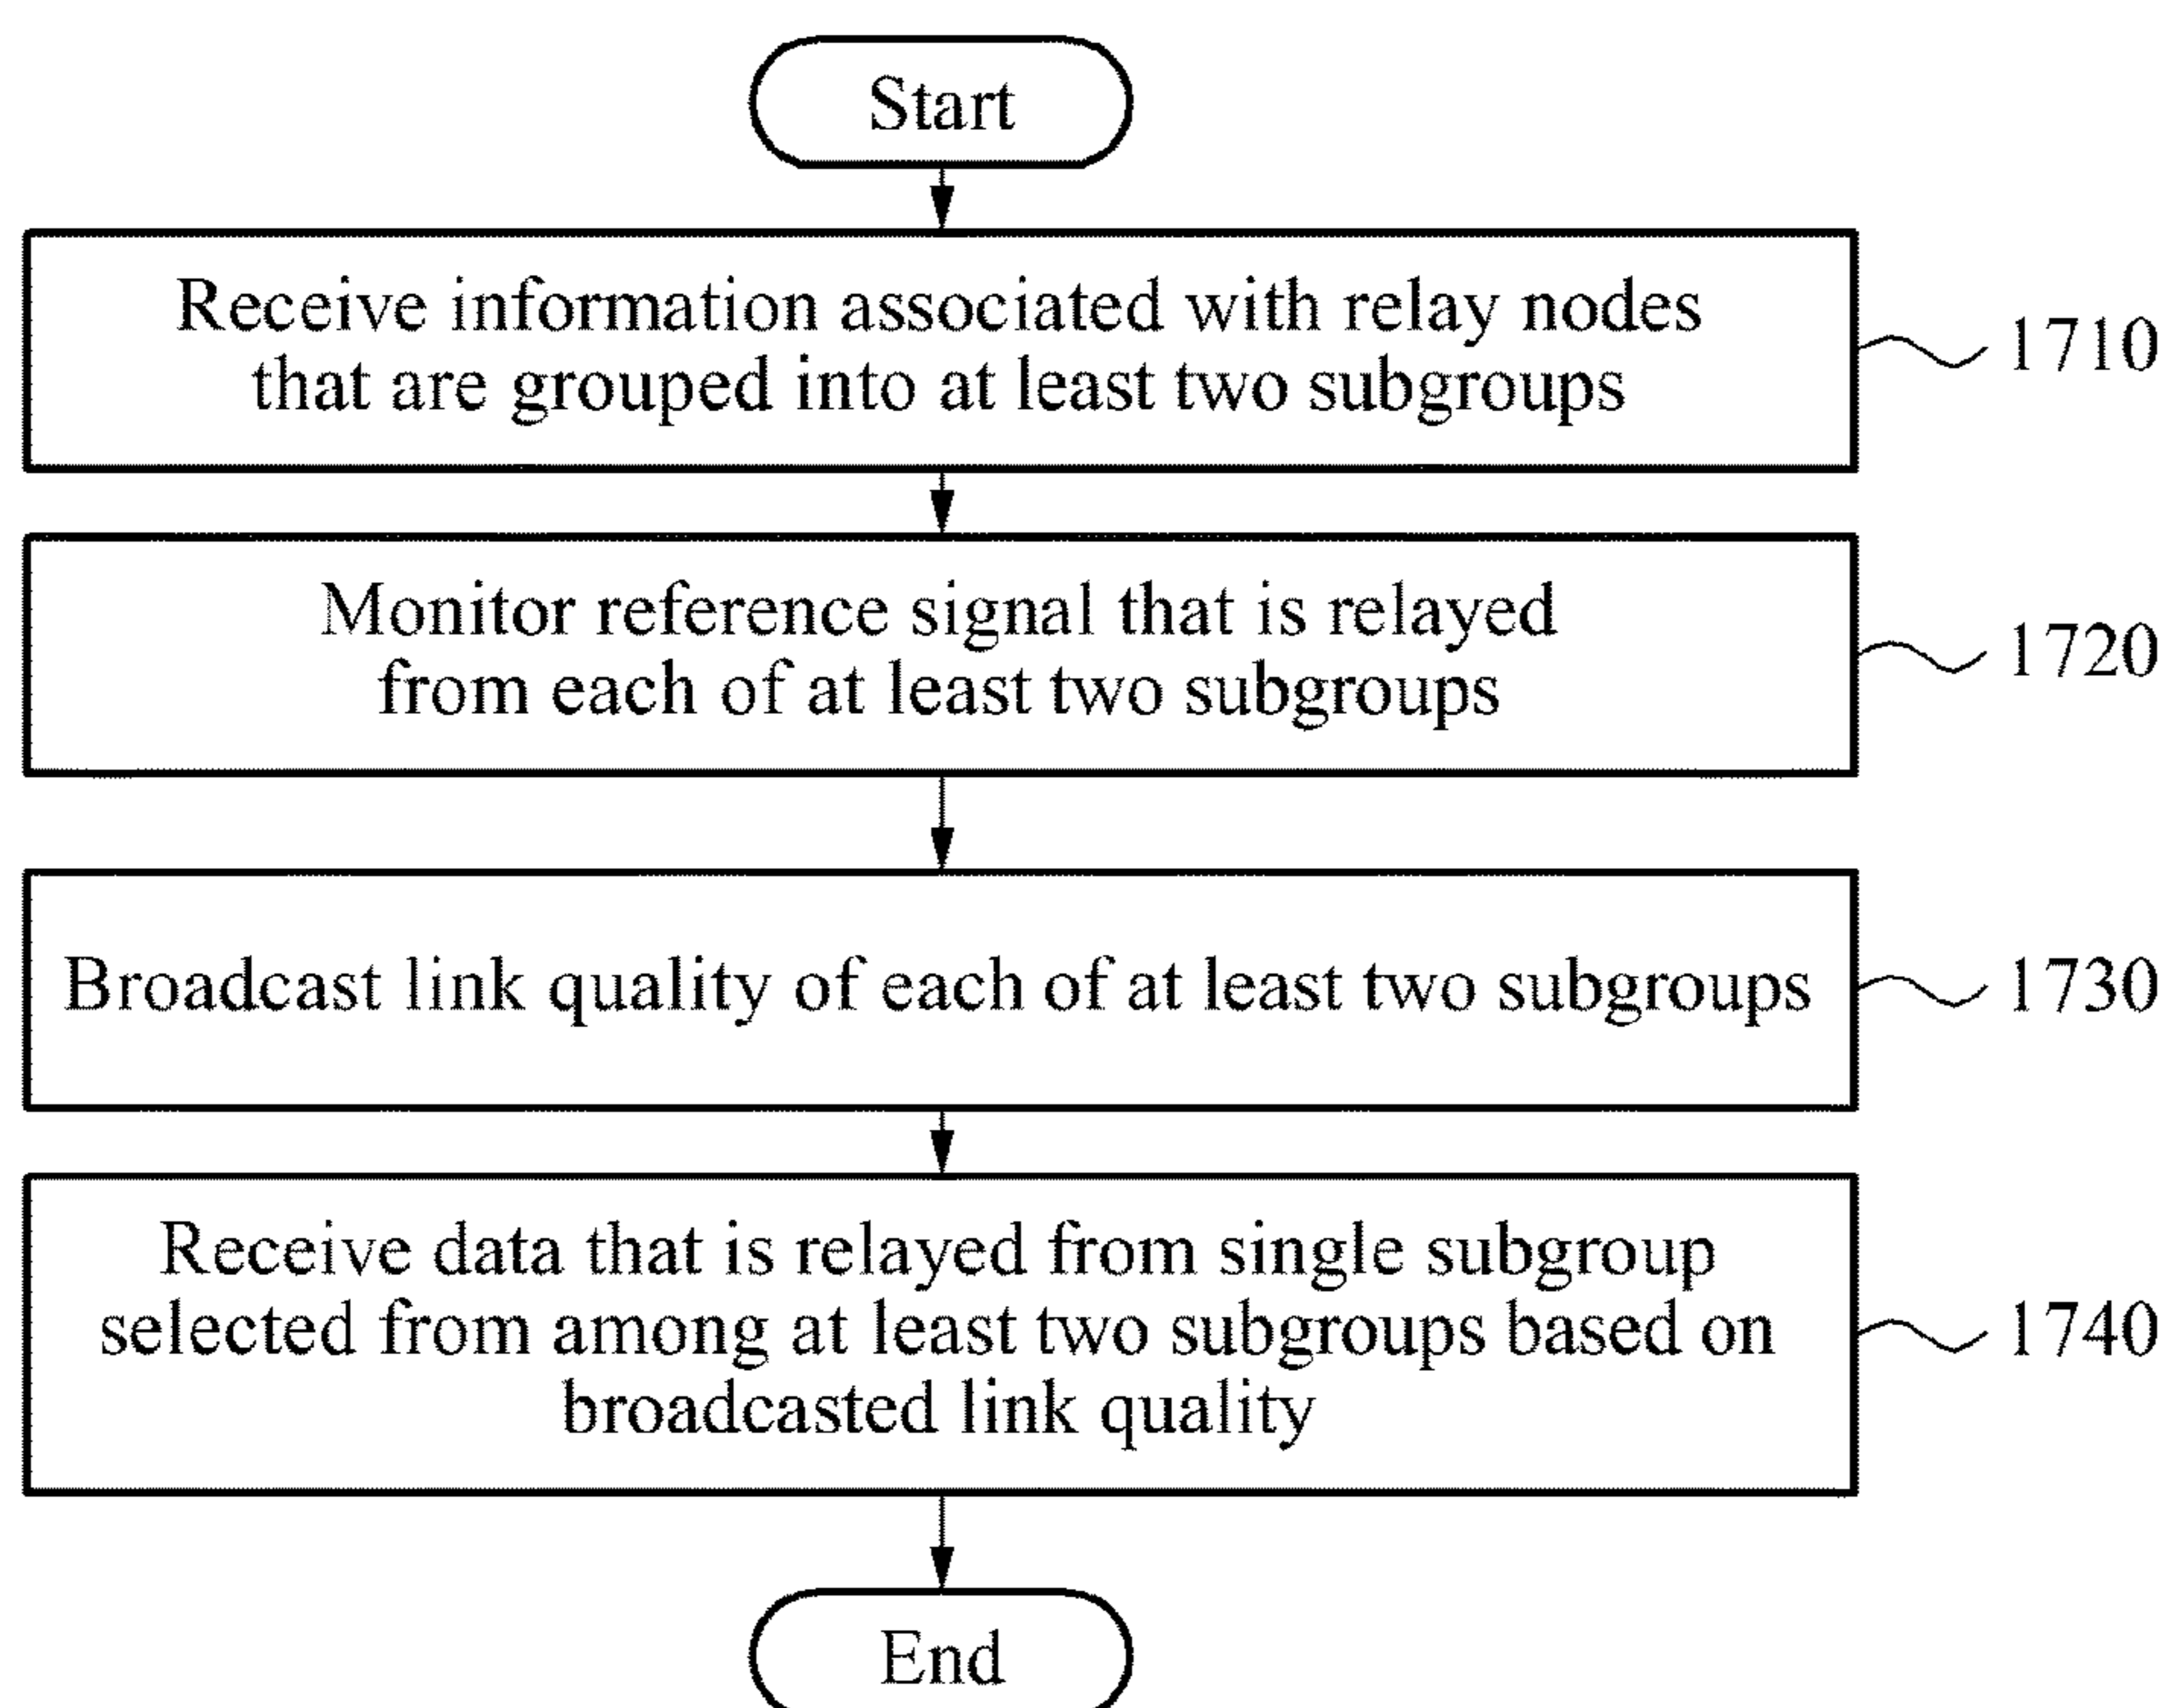 Start
Receive information associated with relay nodes
that are grouped into at least two subgroups
1710
Monitor reference signal that is relayed
from each of at least two subgroups
1720
Broadcast link quality of each of at least two subgroups
1730
Receive data that is relayed from single subgroup
selected from among at least two subgroups based on
broadcasted link quality
1740
End